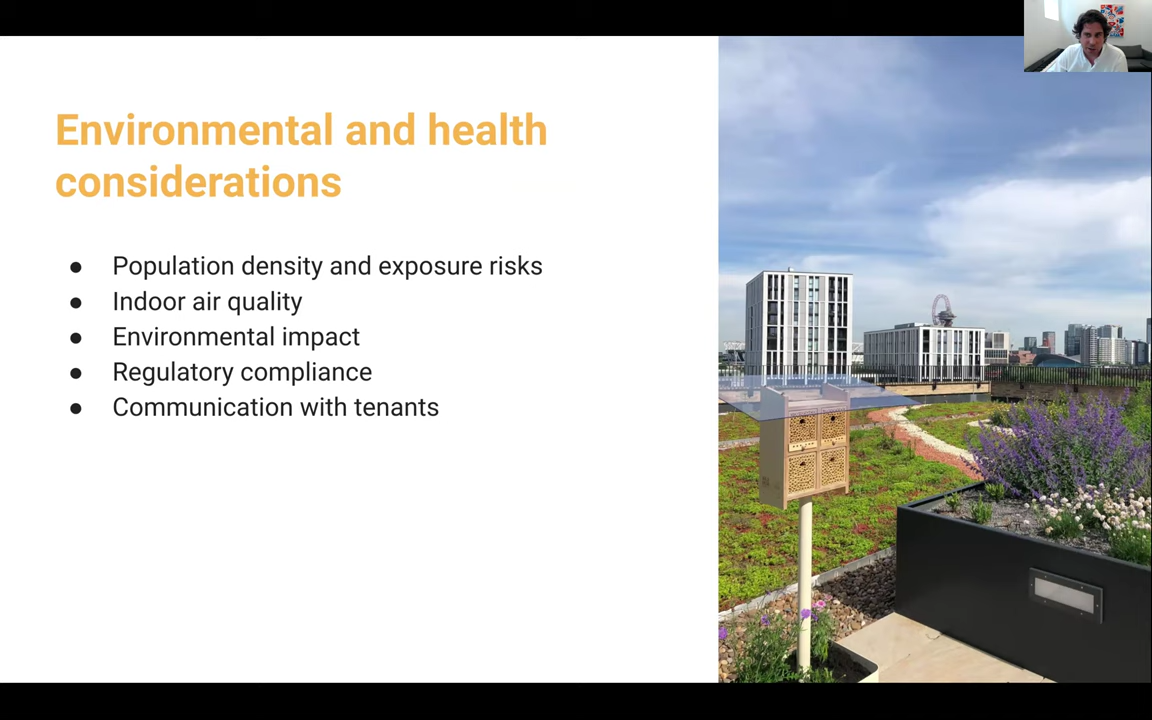 Environmental and health
considerations
● Population density and exposure risks
● Indoor air quality
● Environmental impact
● Regulatory compliance
● Communication with tenants